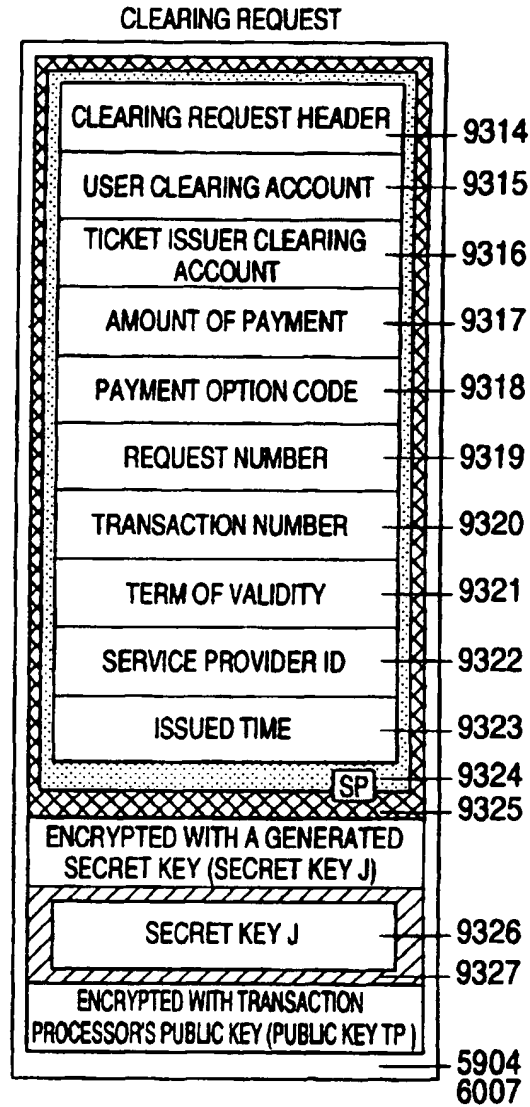 CLEARING REQUEST
CLEARING REQUEST HEADER
9314
USER CLEARING ACCOUNT
9315
TICKET ISSUER CLEARING
ACCOUNT
9316
AMOUNT OF PAYMENT
9317
PAYMENT OPTION CODE
9318
REQUEST NUMBER
9319
TRANSACTION NUMBER
9320
TERM OF VALIDITY
9321
SERVICE PROVIDER ID
9322
ISSUED TIME
9323
SP
9324
9325
ENCRYPTED WITH A GENERATED
SECRET KEY (SECRET KEY J)
SECRET KEY J
9326
9327
ENCRYPTED WITH TRANSACTION
PROCESSOR'S PUBLIC KEY (PUBLIC KEY TP)
5904
6007